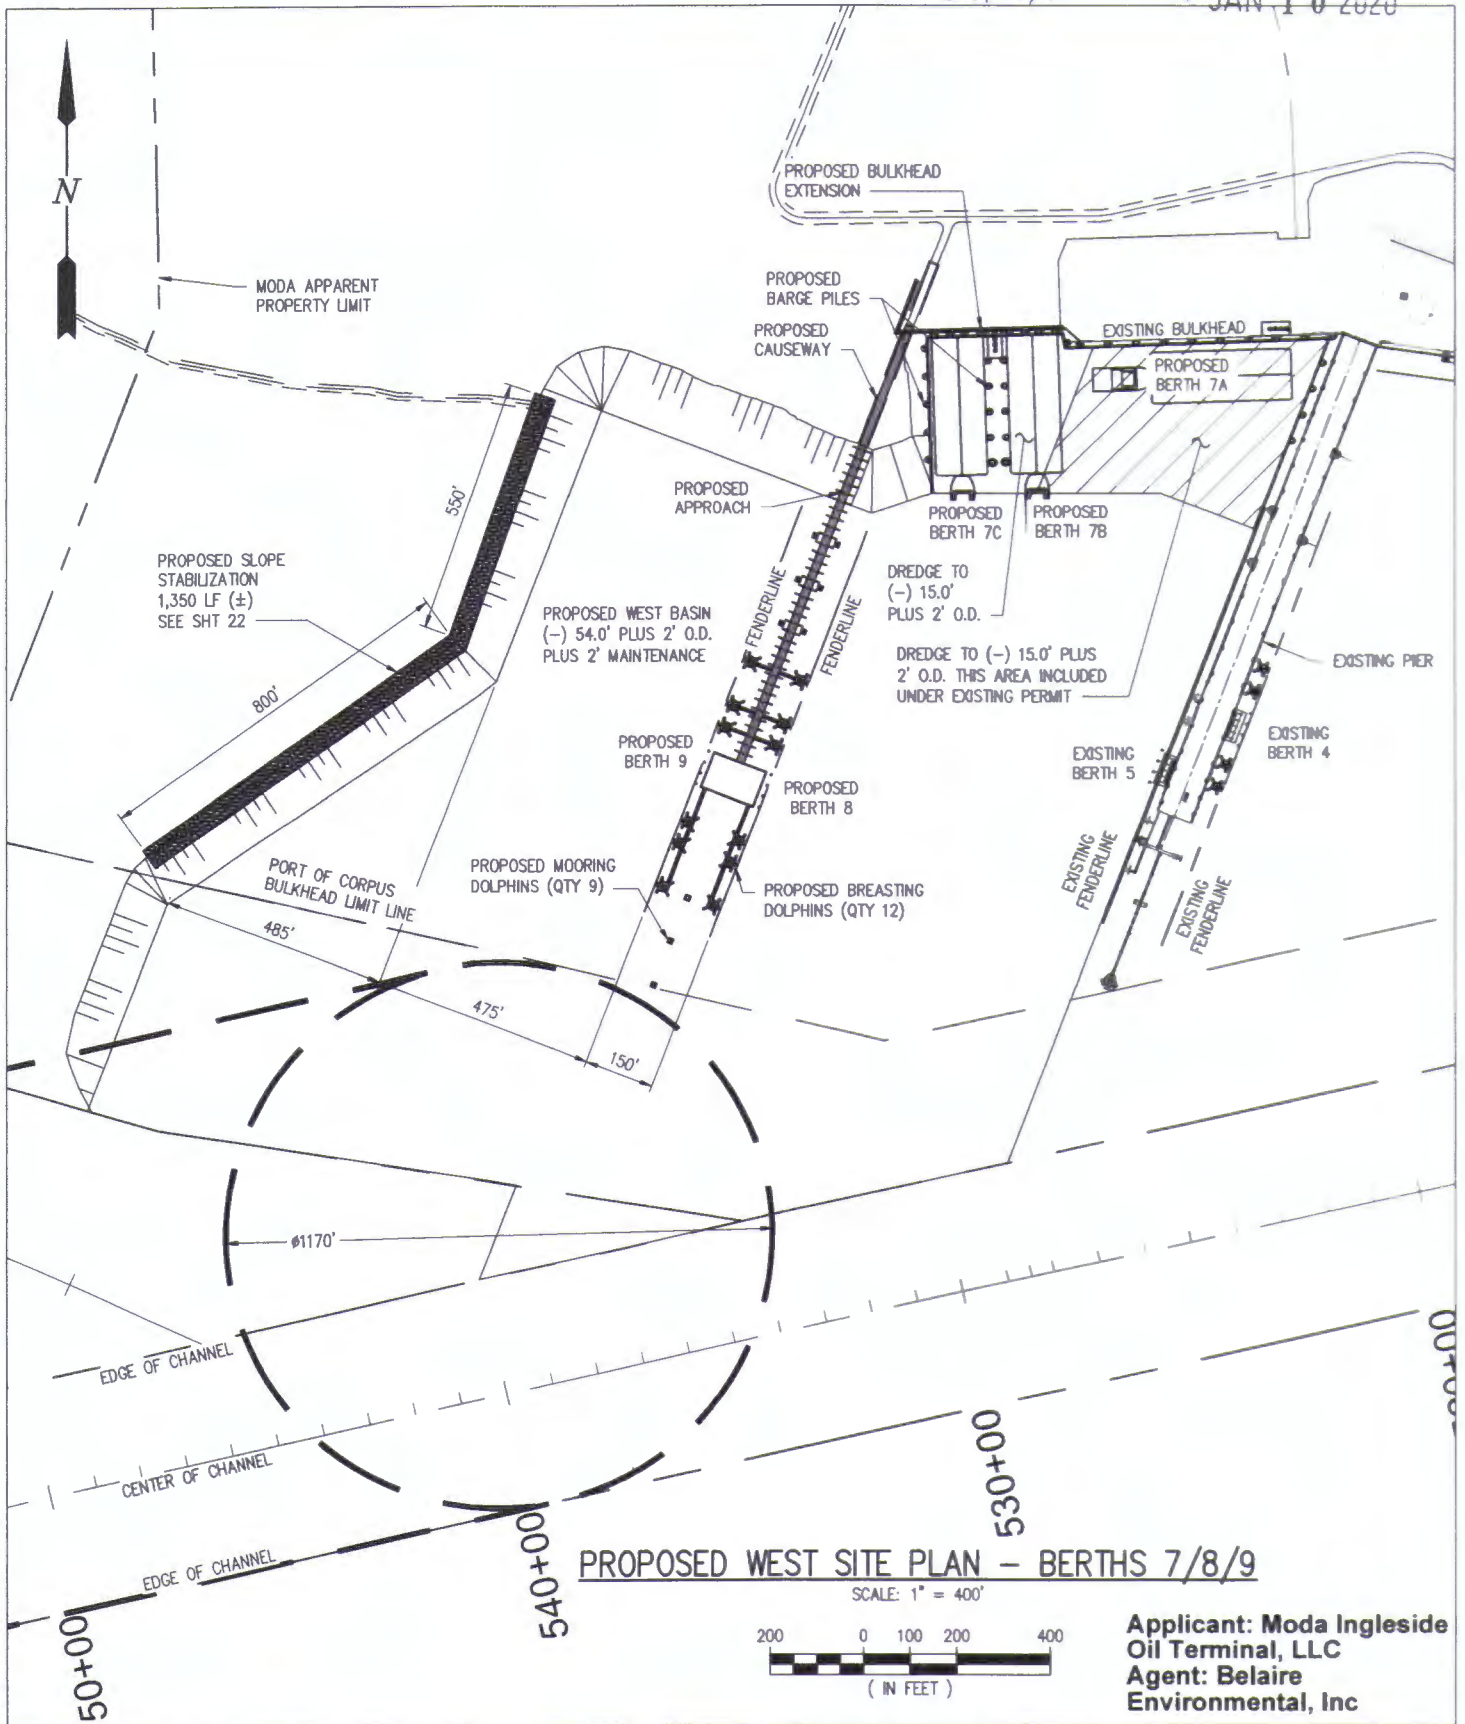 JAN 10 2020
N
PROPOSED BULKHEAD
EXTENSION
MODA APPARENT
PROPERTY LIMIT
PROPOSED
BARGE PILES
PROPOSED
CAUSEWAY
EXISTING BULKHEAD
PROPOSED
BERTH 7A
550'
PROPOSED
APPROACH
PROPOSED
BERTH 7C
PROPOSED
BERTH 7B
PROPOSED SLOPE
STABILIZATION
1,350 LF (±)
SEE SHT 22
PROPOSED WEST BASIN
(-) 54.0' PLUS 2' O.D.
PLUS 2' MAINTENANCE
FENDERLINE
FENDERLINE
DREDGE TO
(-) 15.0'
PLUS 2' O.D.
DREDGE TO (-) 15.0' PLUS
2' O.D. THIS AREA INCLUDED
UNDER EXISTING PERMIT
EXISTING PIER
800'
PROPOSED
BERTH 9
PROPOSED
BERTH 8
EXISTING
BERTH 5
EXISTING
BERTH 4
PORT OF CORPUS
BULKHEAD LIMIT LINE
PROPOSED MOORING
DOLPHINS (QTY 9)
PROPOSED BREASTING
DOLPHINS (QTY 12)
EXISTING
FENDERLINE
EXISTING
FENDERLINE
485'
475'
150'
ø1170'
EDGE OF CHANNEL
CENTER OF CHANNEL
EDGE OF CHANNEL
50+00
540+00
530+00
PROPOSED WEST SITE PLAN – BERTHS 7/8/9
SCALE: 1" = 400'
200 0 100 200 400
( IN FEET )
Applicant: Moda Ingleside
Oil Terminal, LLC
Agent: Belaire
Environmental, Inc